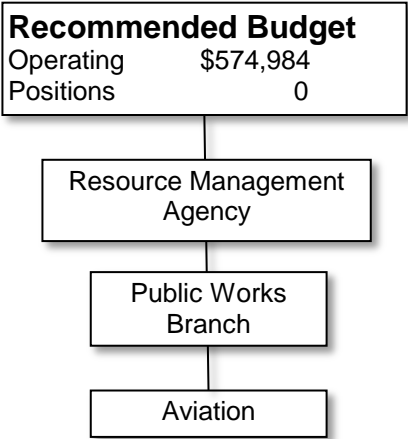 Recommended Budget
Operating $574,984
Positions 0
Resource Management
Agency
Public Works
Branch
Aviation